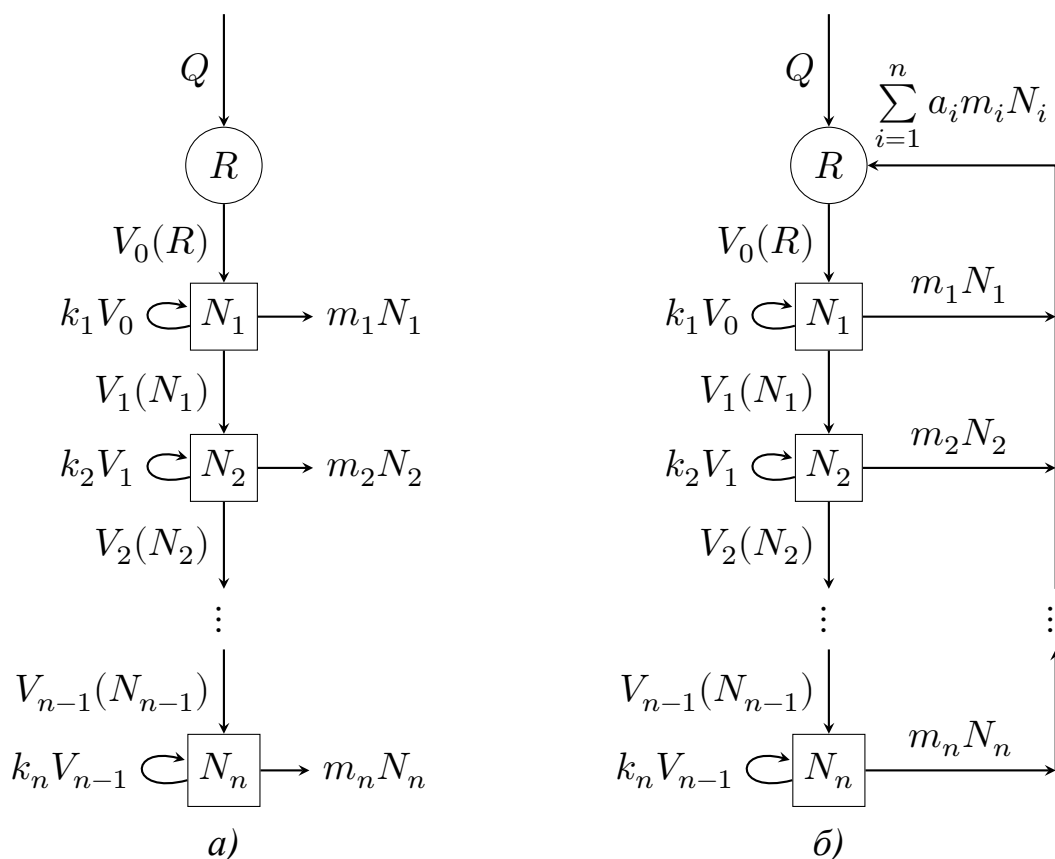 Q
R
V_0(R)
k_1V_0 N_1 m_1N_1
V_1(N_1)
k_2V_1 N_2 m_2N_2
V_2(N_2)
⋮
V_{n-1}(N_{n-1})
k_nV_{n-1} N_n m_nN_n
а)
Q
\sum_{i=1}^{n} a_im_iN_i
R
V_0(R)
k_1V_0 N_1 m_1N_1
V_1(N_1)
k_2V_1 N_2 m_2N_2
V_2(N_2)
⋮ ⋮
V_{n-1}(N_{n-1})
k_nV_{n-1} N_n m_nN_n
б)